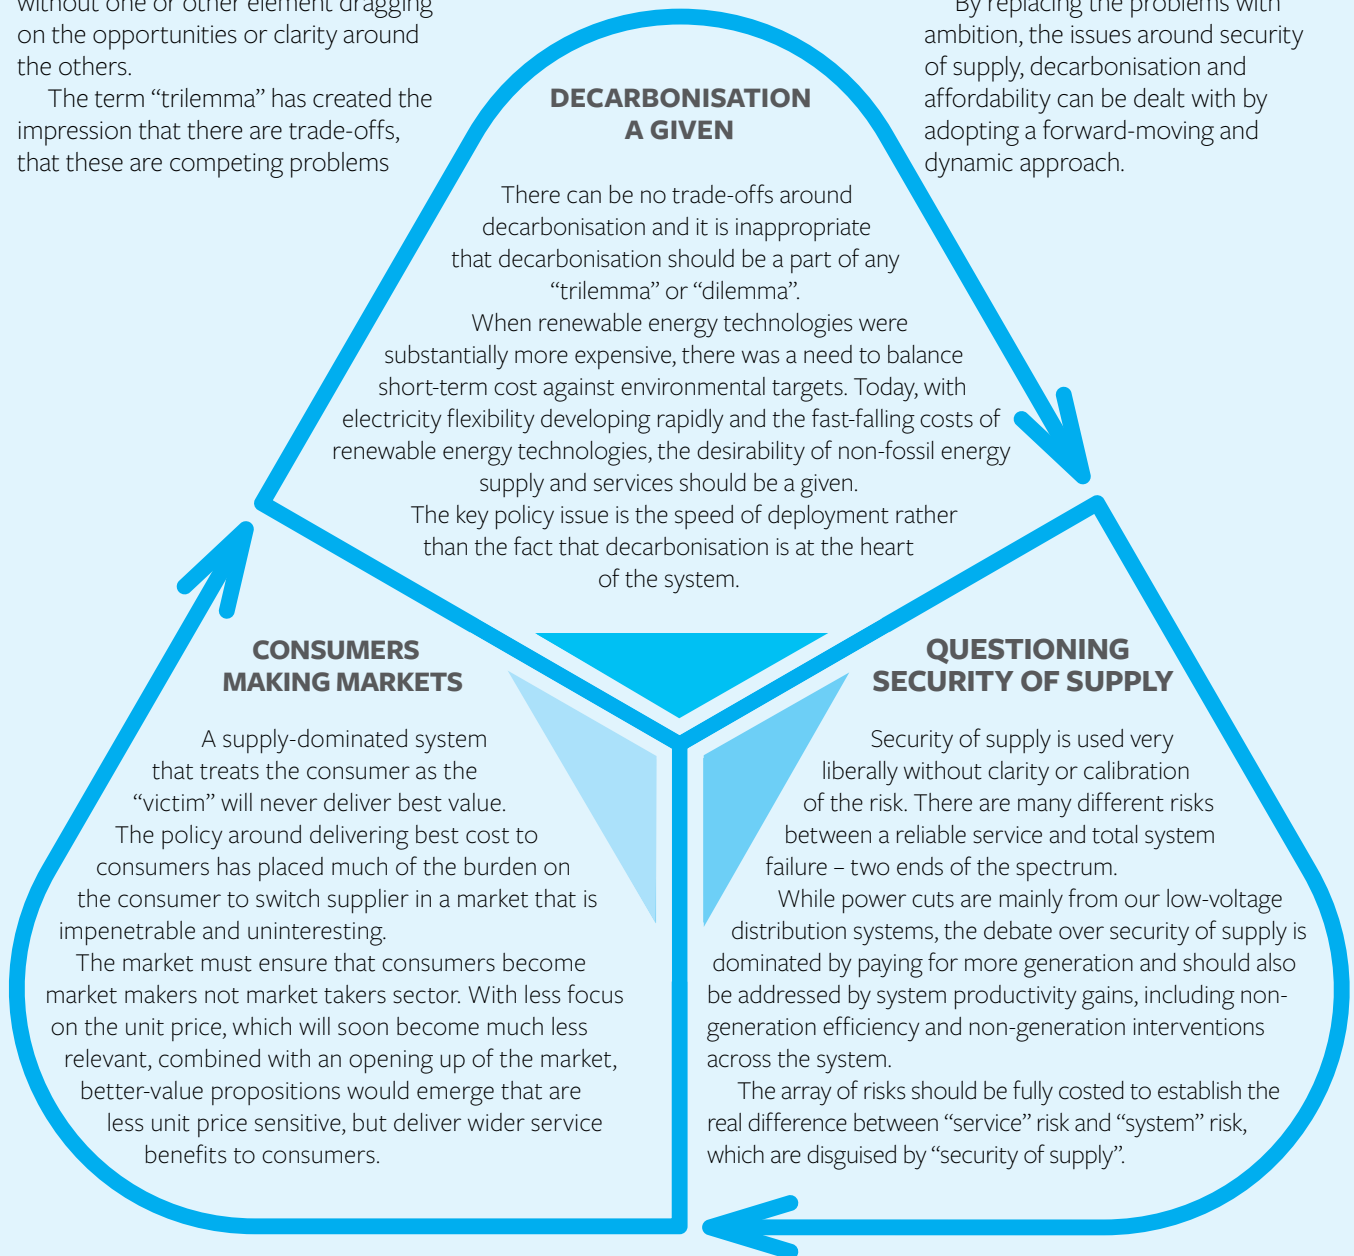 without one or other element dragging
on the opportunities or clarity around
the others.
The term “trilemma” has created the
impression that there are trade-offs,
that these are competing problems
By replacing the problems with
ambition, the issues around security
of supply, decarbonisation and
affordability can be dealt with by
adopting a forward-moving and
dynamic approach.
DECARBONISATION
A GIVEN
There can be no trade-offs around
decarbonisation and it is inappropriate
that decarbonisation should be a part of any
“trilemma” or “dilemma”.
When renewable energy technologies were
substantially more expensive, there was a need to balance
short-term cost against environmental targets. Today, with
electricity flexibility developing rapidly and the fast-falling costs of
renewable energy technologies, the desirability of non-fossil energy
supply and services should be a given.
The key policy issue is the speed of deployment rather
than the fact that decarbonisation is at the heart
of the system.
CONSUMERS
MAKING MARKETS
A supply-dominated system
that treats the consumer as the
“victim” will never deliver best value.
The policy around delivering best cost to
consumers has placed much of the burden on
the consumer to switch supplier in a market that is
impenetrable and uninteresting.
The market must ensure that consumers become
market makers not market takers sector. With less focus
on the unit price, which will soon become much less
relevant, combined with an opening up of the market,
better-value propositions would emerge that are
less unit price sensitive, but deliver wider service
benefits to consumers.
QUESTIONING
SECURITY OF SUPPLY
Security of supply is used very
liberally without clarity or calibration
of the risk. There are many different risks
between a reliable service and total system
failure – two ends of the spectrum.
While power cuts are mainly from our low-voltage
distribution systems, the debate over security of supply is
dominated by paying for more generation and should also
be addressed by system productivity gains, including non-
generation efficiency and non-generation interventions
across the system.
The array of risks should be fully costed to establish the
real difference between “service” risk and “system” risk,
which are disguised by “security of supply”.